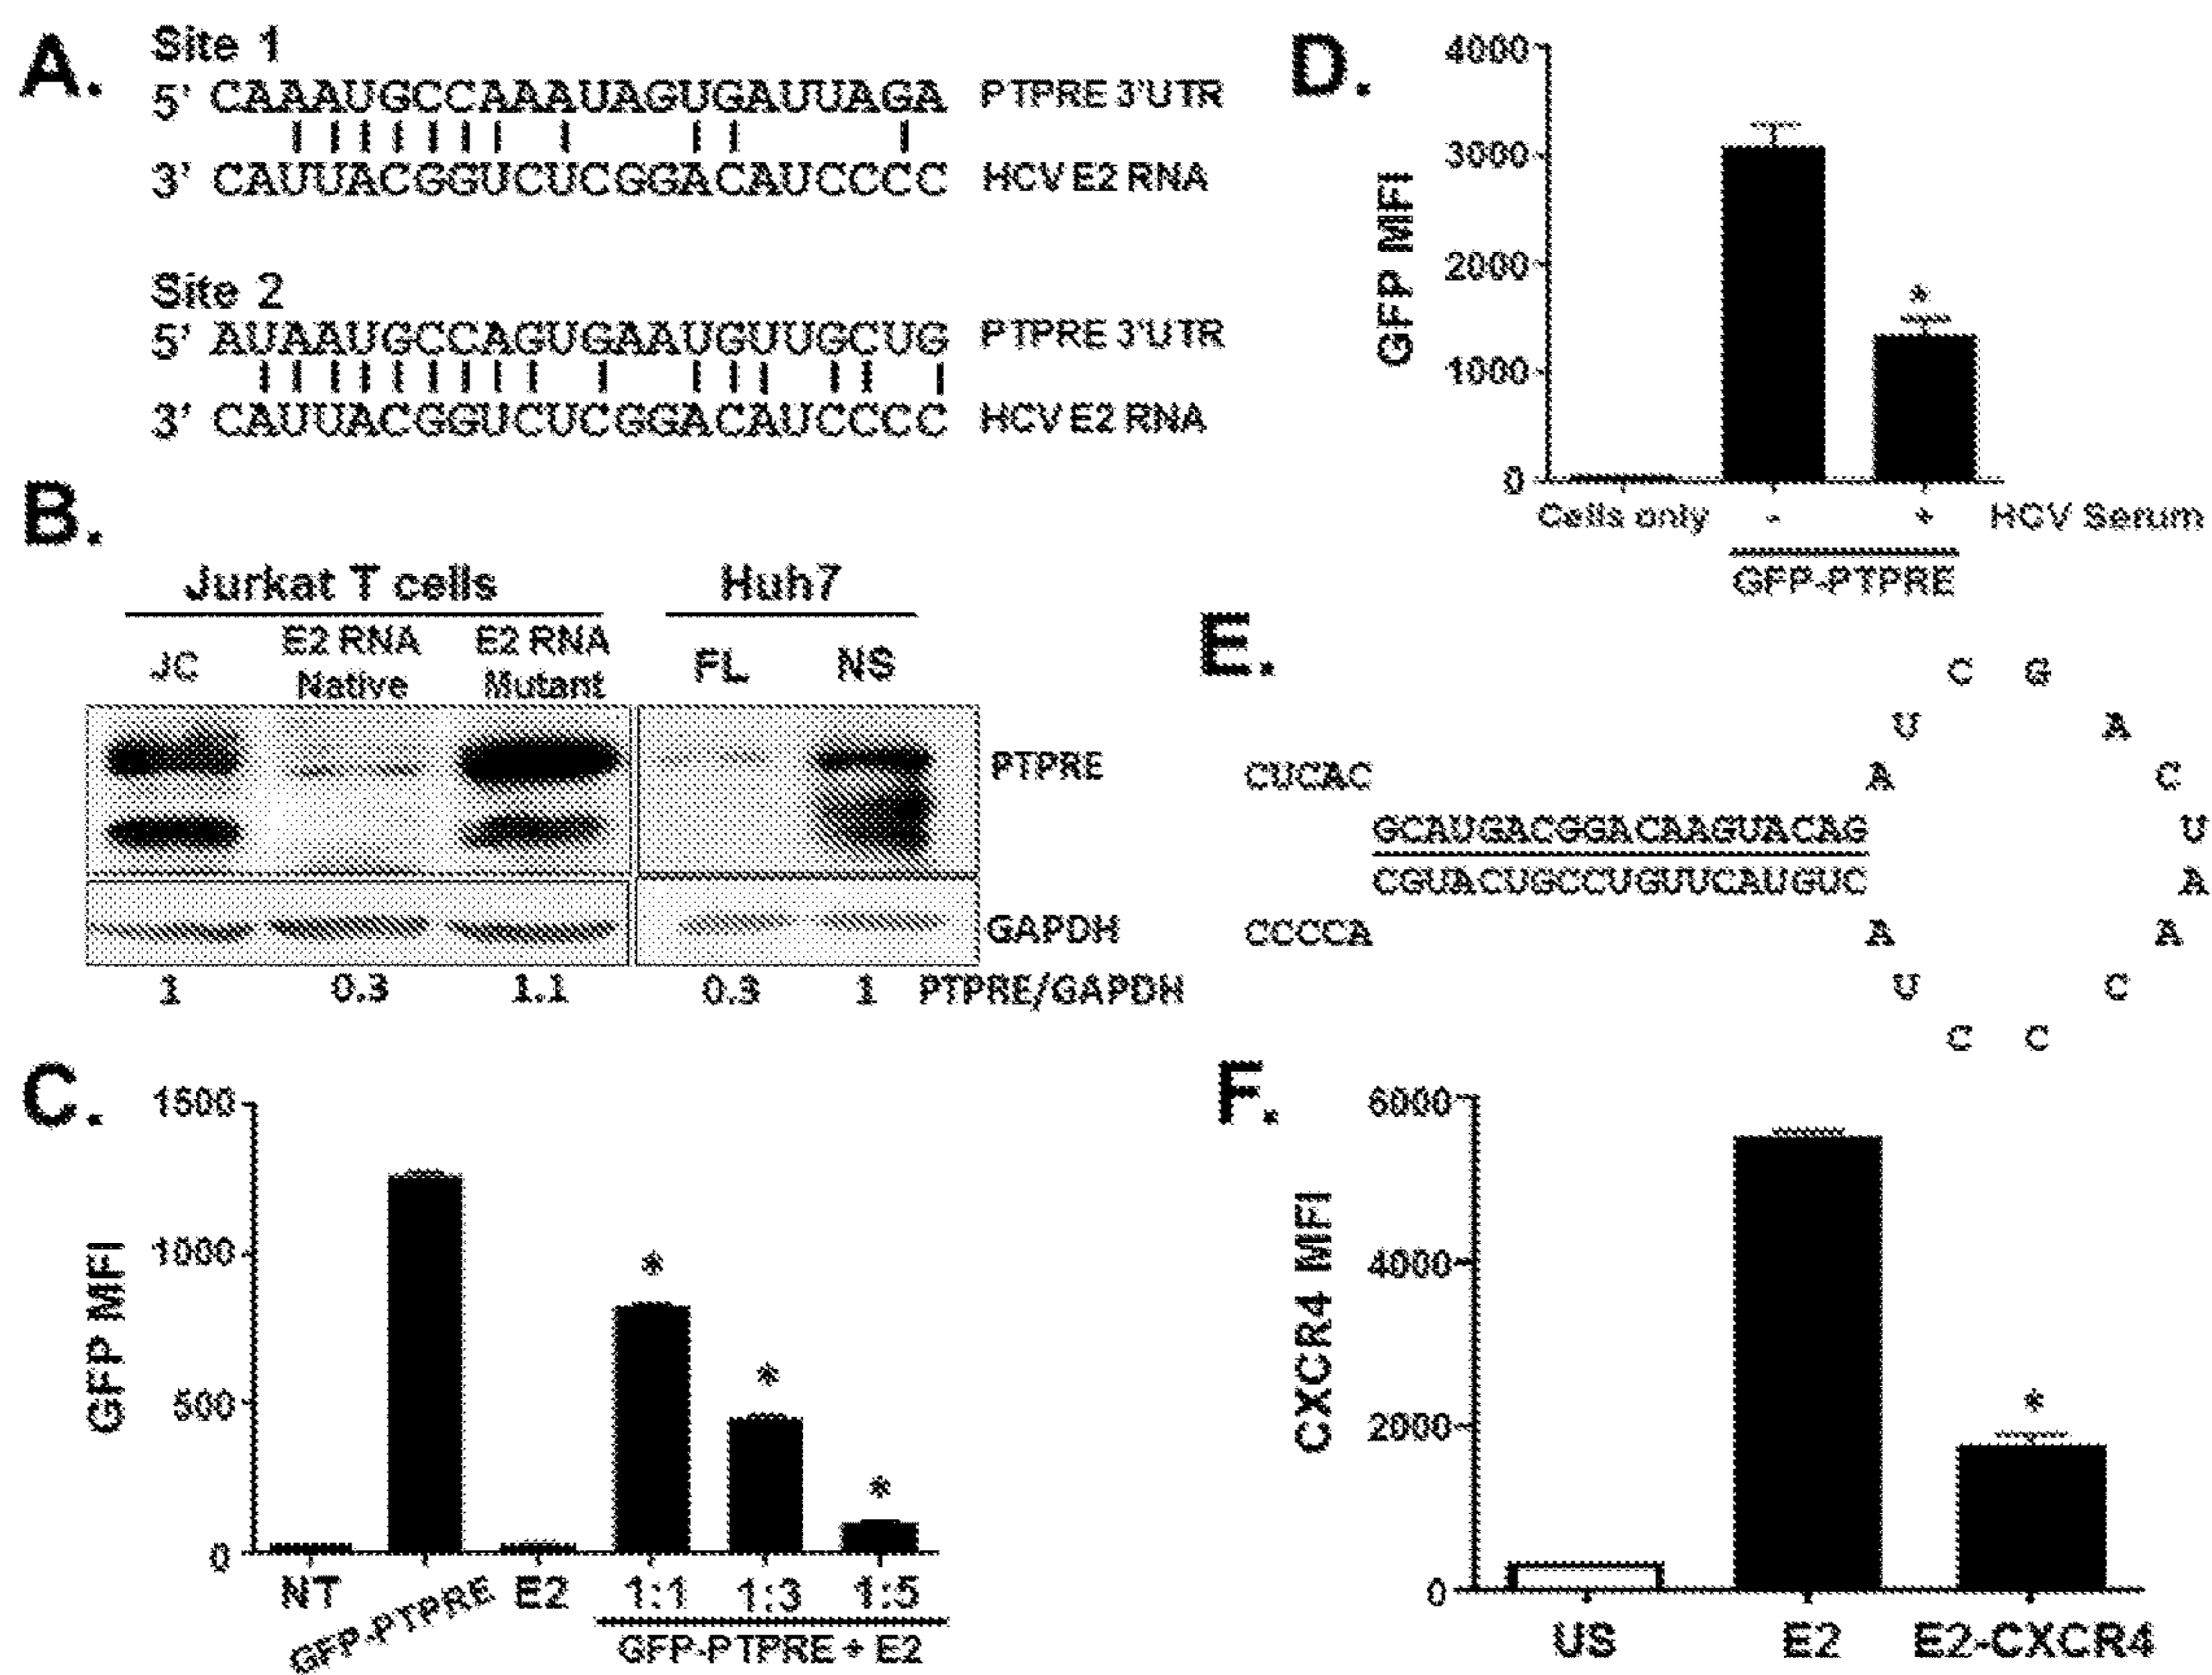 A.
Site 1
5' CAAAUGCCAAAUAGUGAUUAGA PTPRE 3'UTR
3' CAUUACGGUCUCGGACAUCCCC HCV E2 RNA
Site 2
5' AUAAUGCCAGUGAAUGUUGCUG PTPRE 3'UTR
3' CAUUACGGUCUCGGACAUCCCC HCV E2 RNA
B.
Jurkat T cells Huh7
JC E2 RNA Native E2 RNA Mutant FL NS
PTPRE
GAPDH
1 0.3 1.1 0.3 1 PTPRE/GAPDH
C.
GFP MFI
1500
1000
500
0
NT GFP-PTPRE E2 1:1 1:3 1:5
GFP-PTPRE + E2
* * *
D.
GFP MFI
4000
3000
2000
1000
0
*
Cells only - + HCV Serum
GFP-PTPRE
E.
CUCAC
GCAUGACGGACAAGUACAG
CGUACUGCCUGUUCAUGUC
CCCCA
A U C G A C U A A C C C U A
F.
CXCR4 MFI
6000
4000
2000
0
*
US E2 E2-CXCR4